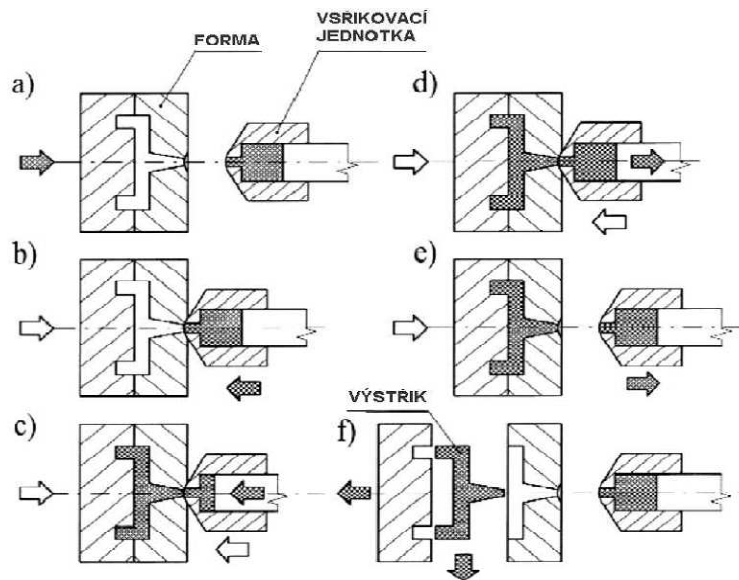 FORMA
VSŘIKOVACÍ
JEDNOTKA
a)
d)
b)
e)
VÝSTŘIK
c)
f)